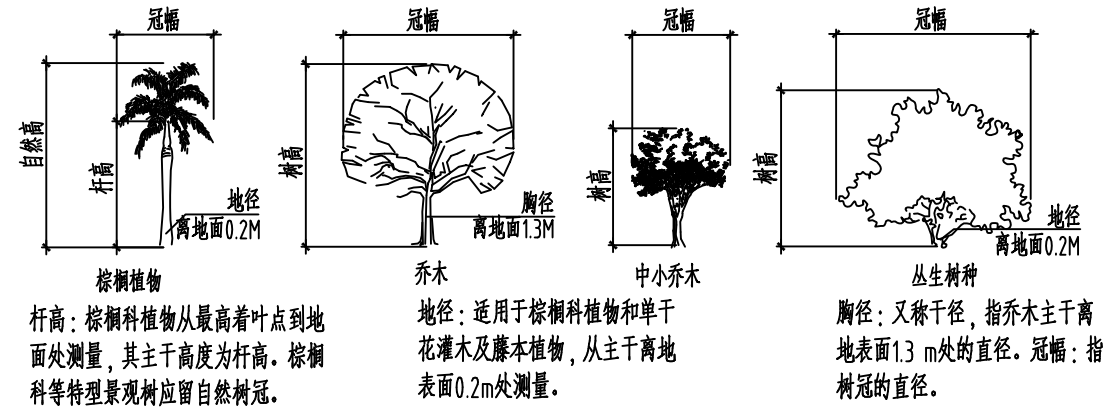 冠幅
冠幅
冠幅
冠幅
自然高
杆高
地径
离地面0.2M
树高
胸径
离地面1.3M
树高
树高
地径
离地面0.2M
棕榈植物
乔木
中小乔木
丛生树种
杆高：棕榈科植物从最高着叶点到地
面处测量，其主干高度为杆高。棕榈
科等特型景观树应留自然树冠。
地径：适用于棕榈科植物和单干
花灌木及藤本植物，从主干离地
表面0.2m处测量。
胸径：又称干径，指乔木主干离
地表面1.3 m处的直径。冠幅：指
树冠的直径。